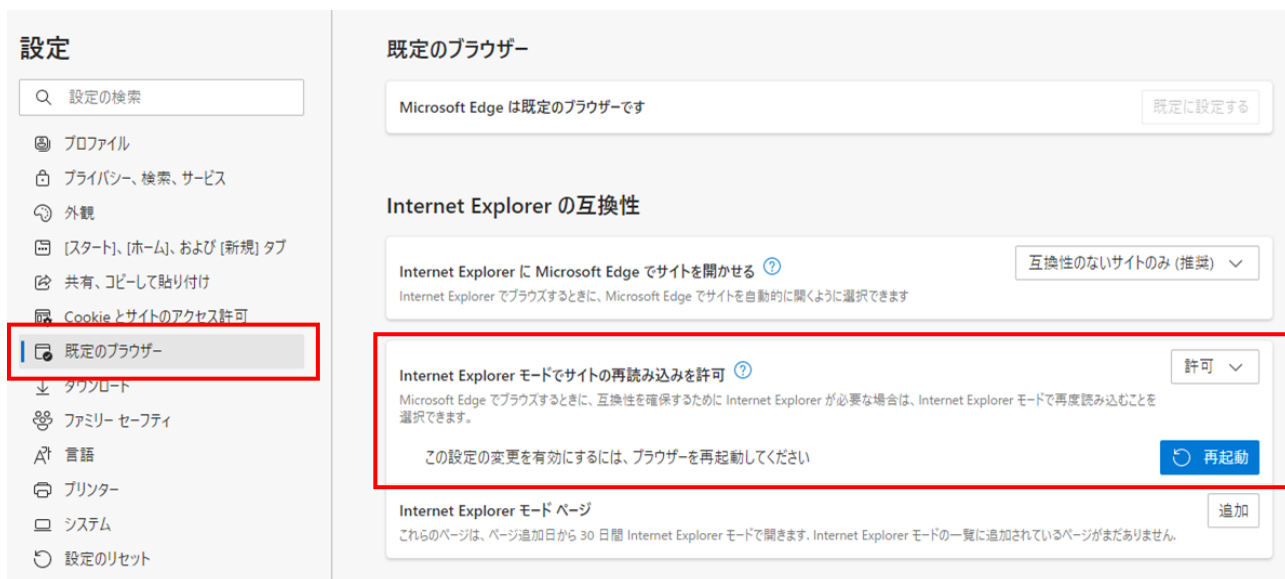 設定
設定の検索
プロファイル
プライバシー、検索、サービス
外観
[スタート]、[ホーム]、および [新規] タブ
共有、コピーして貼り付け
Cookie とサイトのアクセス許可
既定のブラウザー
ダウンロード
ファミリー セーフティ
言語
プリンター
システム
設定のリセット
既定のブラウザー
Microsoft Edge は既定のブラウザーです
既定に設定する
Internet Explorer の互換性
Internet Explorer に Microsoft Edge でサイトを開かせる
互換性のないサイトのみ (推奨)
Internet Explorer でブラウズするときに、Microsoft Edge でサイトを自動的に開くように選択できます
Internet Explorer モードでサイトの再読み込みを許可
許可
Microsoft Edge でブラウズするときに、互換性を確保するために Internet Explorer が必要な場合は、Internet Explorer モードで再度読み込むことを
選択できます。
この設定の変更を有効にするには、ブラウザーを再起動してください
再起動
Internet Explorer モード ページ
追加
これらのページは、ページ追加日から 30 日間 Internet Explorer モードで開きます. Internet Explorer モードの一覧に追加されているページがまだありません.